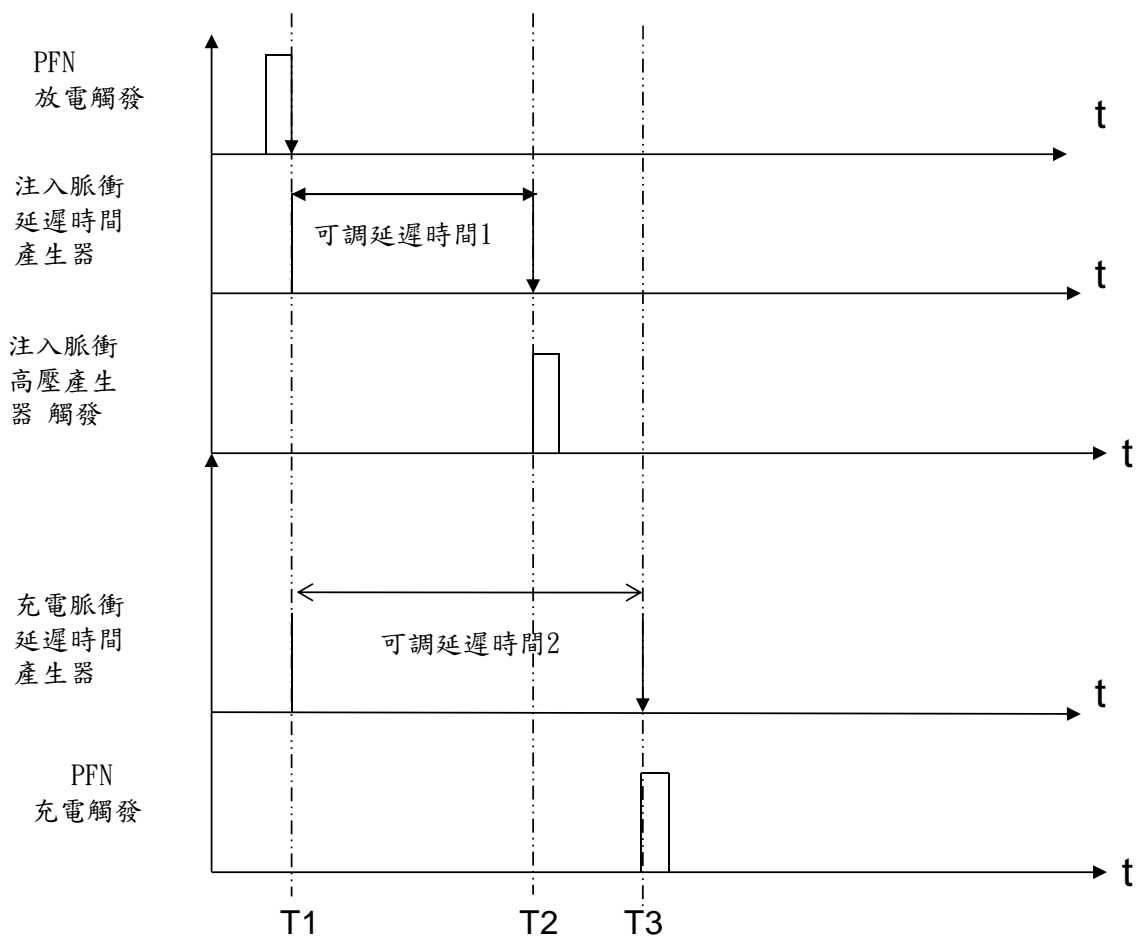 PFN
放電觸發
t
注入脈衝
延遲時間
產生器
可調延遲時間1
t
注入脈衝
高壓產生
器 觸發
t
充電脈衝
延遲時間
產生器
可調延遲時間2
t
PFN
充電觸發
t
T1
T2
T3